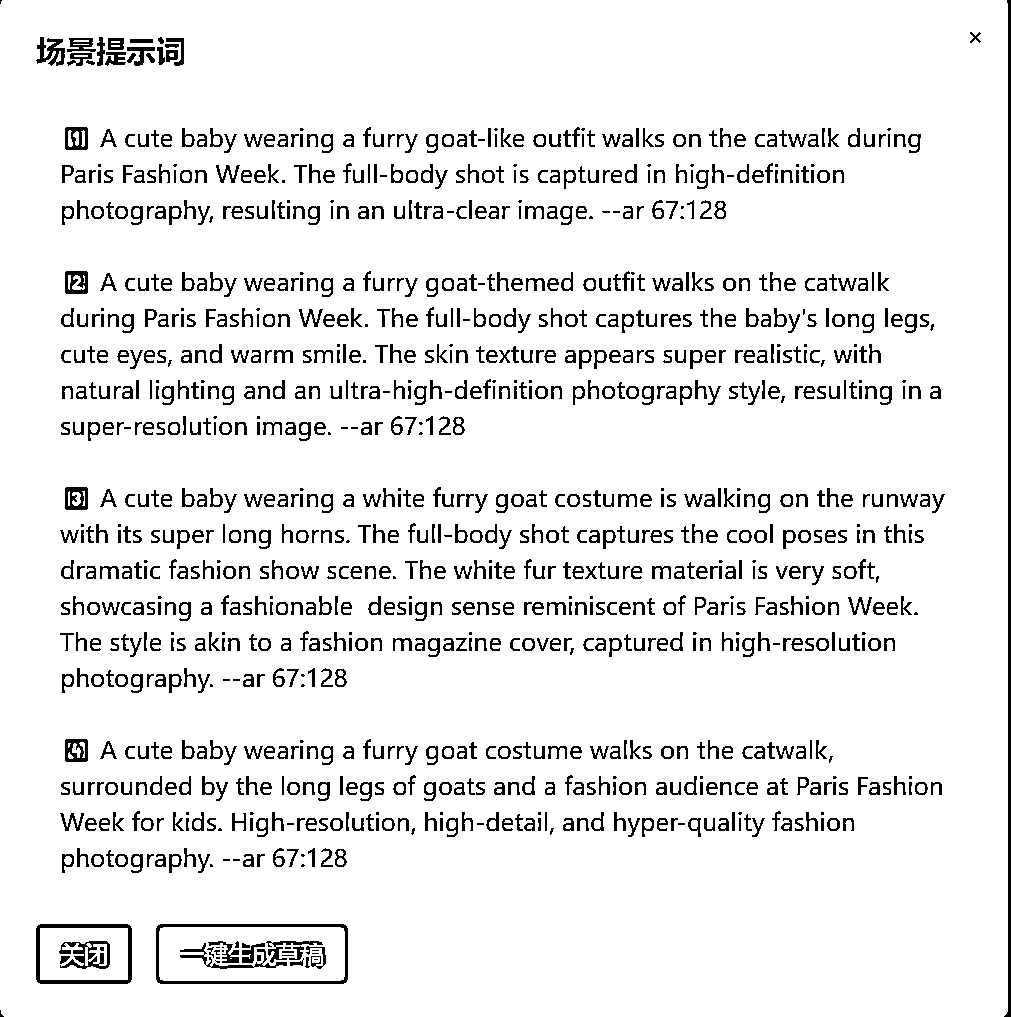 场景提示词
×
1️⃣ A cute baby wearing a furry goat-like outfit walks on the catwalk during
Paris Fashion Week. The full-body shot is captured in high-definition
photography, resulting in an ultra-clear image. --ar 67:128
2️⃣ A cute baby wearing a furry goat-themed outfit walks on the catwalk
during Paris Fashion Week. The full-body shot captures the baby's long legs,
cute eyes, and warm smile. The skin texture appears super realistic, with
natural lighting and an ultra-high-definition photography style, resulting in a
super-resolution image. --ar 67:128
3️⃣ A cute baby wearing a white furry goat costume is walking on the runway
with its super long horns. The full-body shot captures the cool poses in this
dramatic fashion show scene. The white fur texture material is very soft,
showcasing a fashionable  design sense reminiscent of Paris Fashion Week.
The style is akin to a fashion magazine cover, captured in high-resolution
photography. --ar 67:128
4️⃣ A cute baby wearing a furry goat costume walks on the catwalk,
surrounded by the long legs of goats and a fashion audience at Paris Fashion
Week for kids. High-resolution, high-detail, and hyper-quality fashion
photography. --ar 67:128
关闭 一键生成草稿